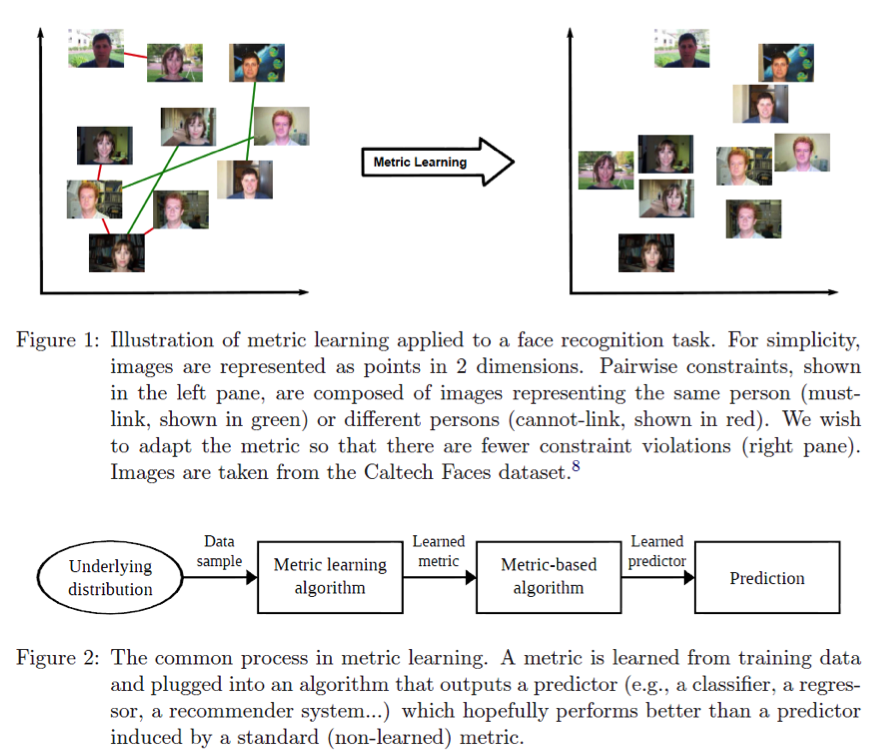 Metric Learning
Figure 1: Illustration of metric learning applied to a face recognition task. For simplicity,
images are represented as points in 2 dimensions. Pairwise constraints, shown
in the left pane, are composed of images representing the same person (must-
link, shown in green) or different persons (cannot-link, shown in red). We wish
to adapt the metric so that there are fewer constraint violations (right pane).
Images are taken from the Caltech Faces dataset.8
Underlying
distribution
Data
sample
Metric learning
algorithm
Learned
metric
Metric-based
algorithm
Learned
predictor
Prediction
Figure 2: The common process in metric learning. A metric is learned from training data
and plugged into an algorithm that outputs a predictor (e.g., a classifier, a regres-
sor, a recommender system...) which hopefully performs better than a predictor
induced by a standard (non-learned) metric.